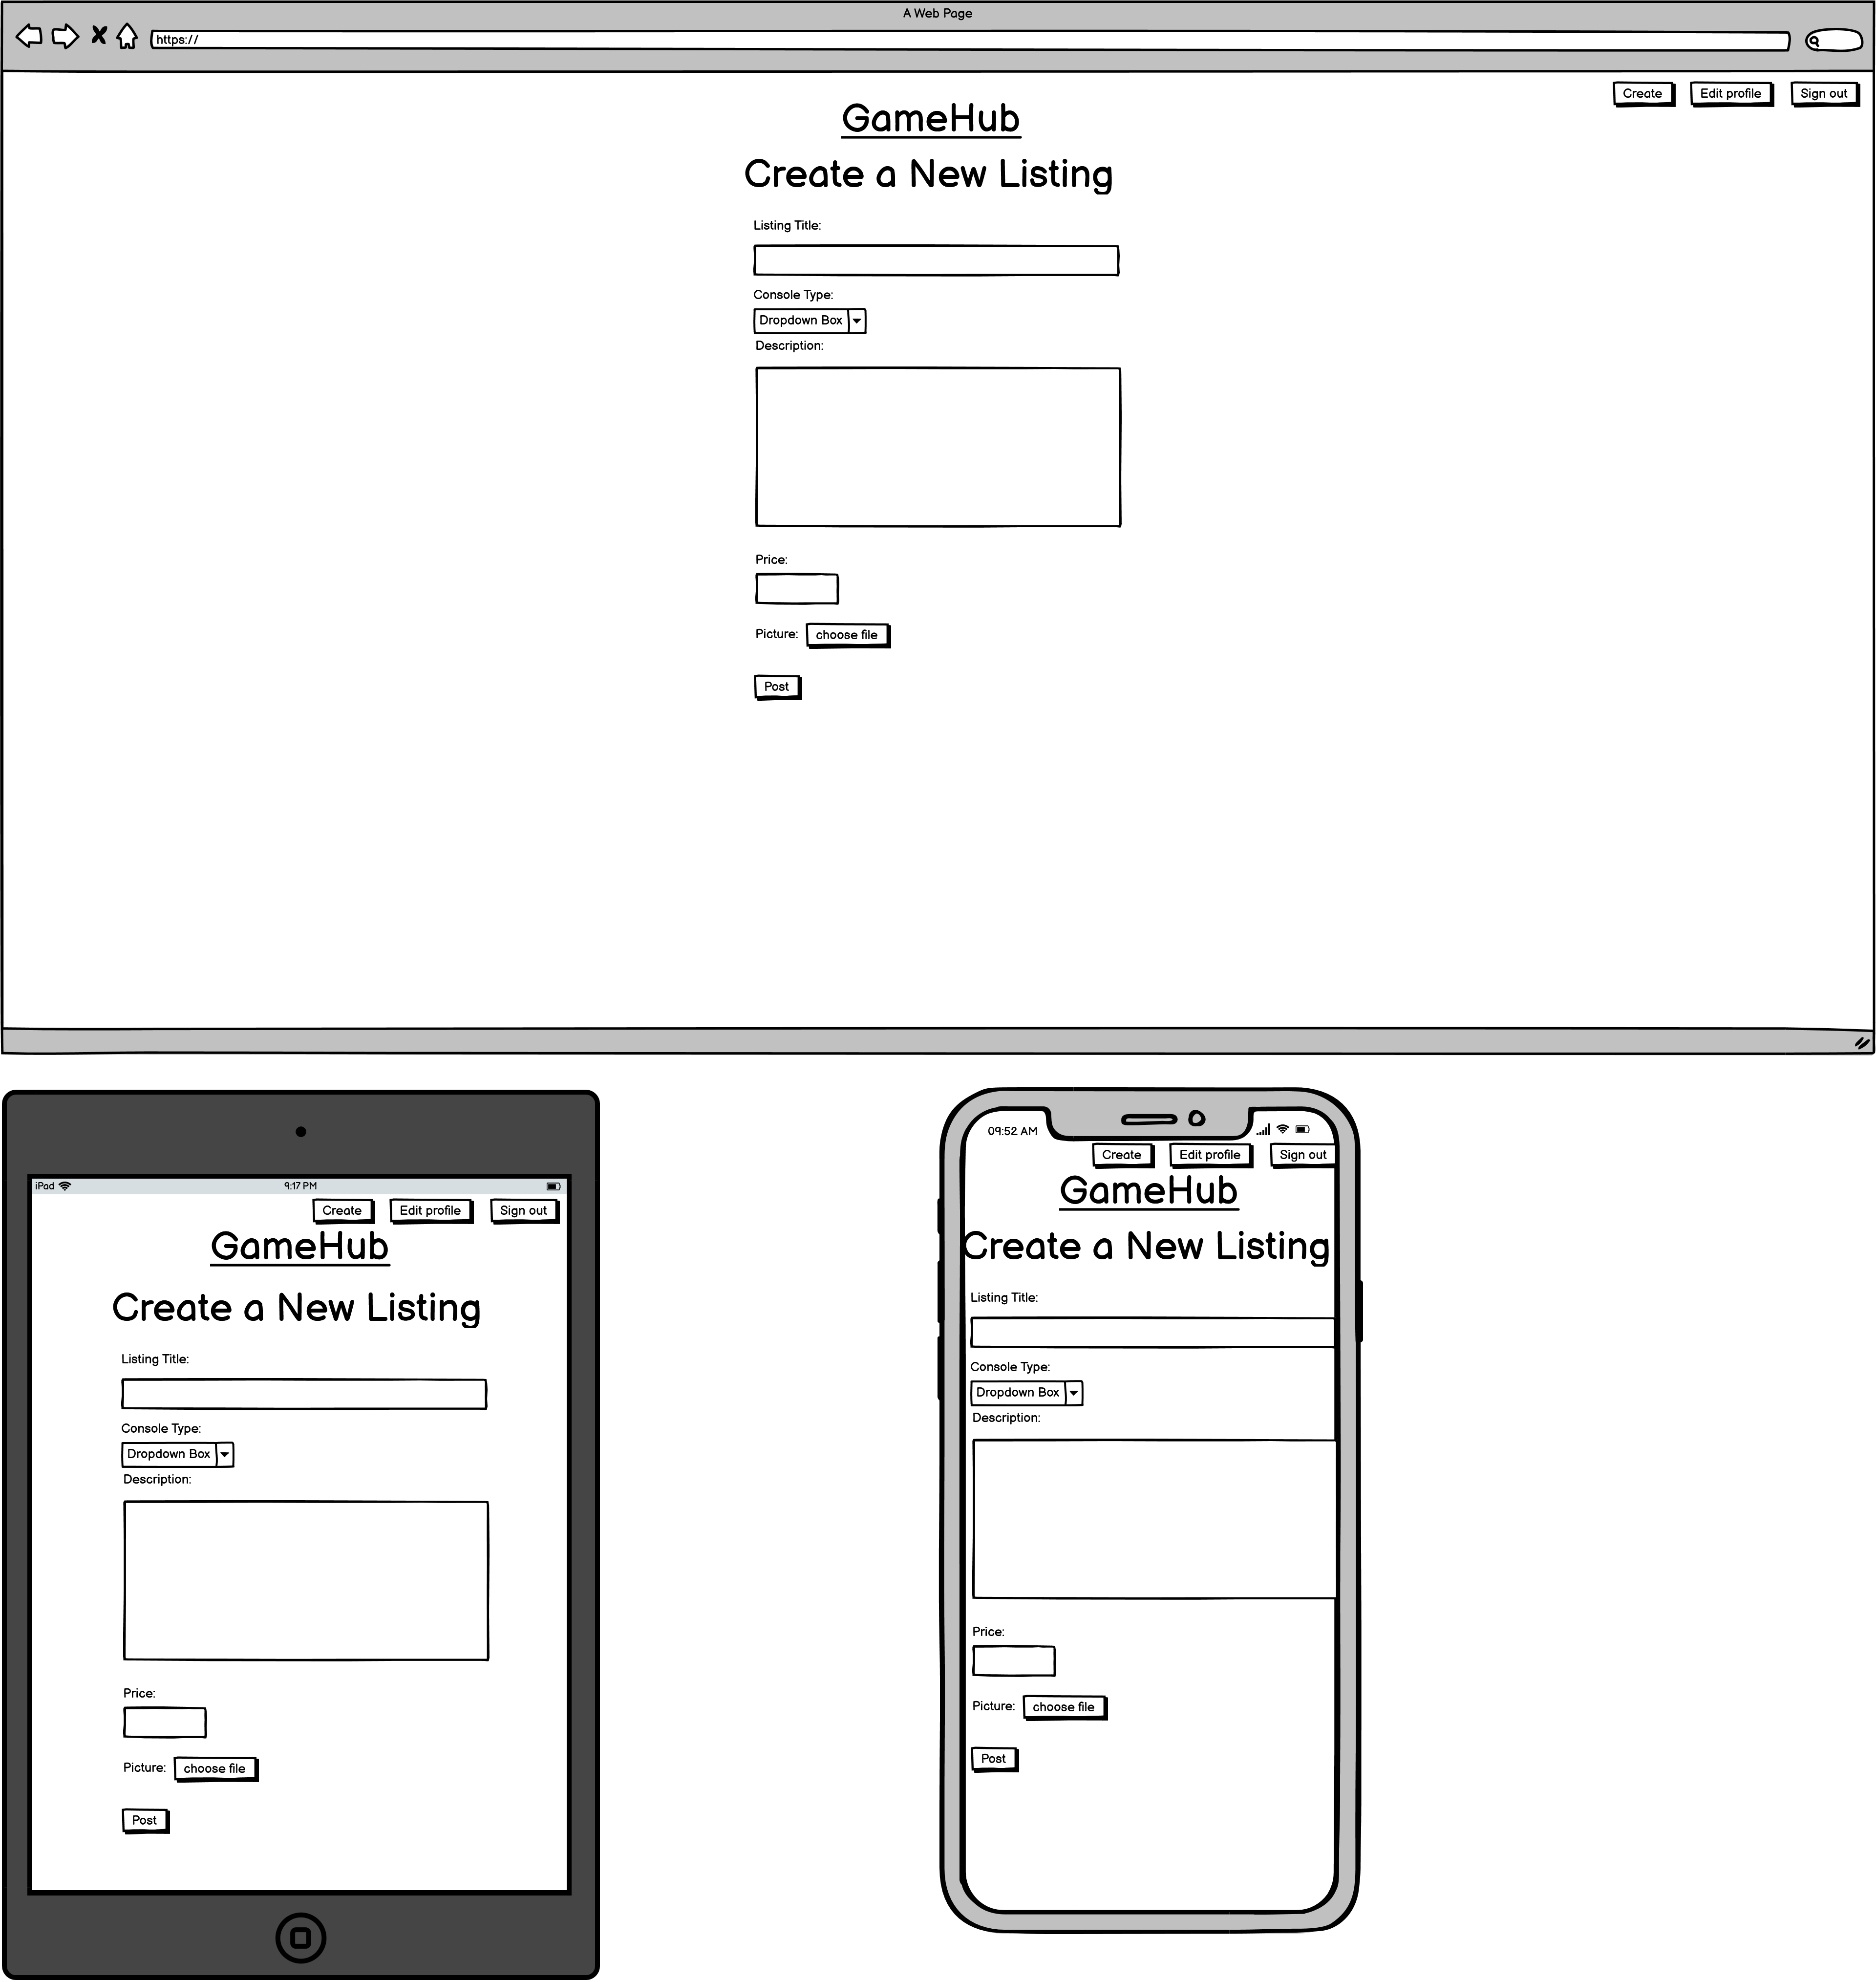 A Web Page
https://
Create Edit profile Sign out
GameHub
Create a New Listing
Listing Title:
Console Type:
Dropdown Box
Description:
Price:
Picture: choose file
Post
iPad 9:17 PM
Create Edit profile Sign out
GameHub
Create a New Listing
Listing Title:
Console Type:
Dropdown Box
Description:
Price:
Picture: choose file
Post
09:52 AM
Create Edit profile Sign out
GameHub
Create a New Listing
Listing Title:
Console Type:
Dropdown Box
Description:
Price:
Picture: choose file
Post